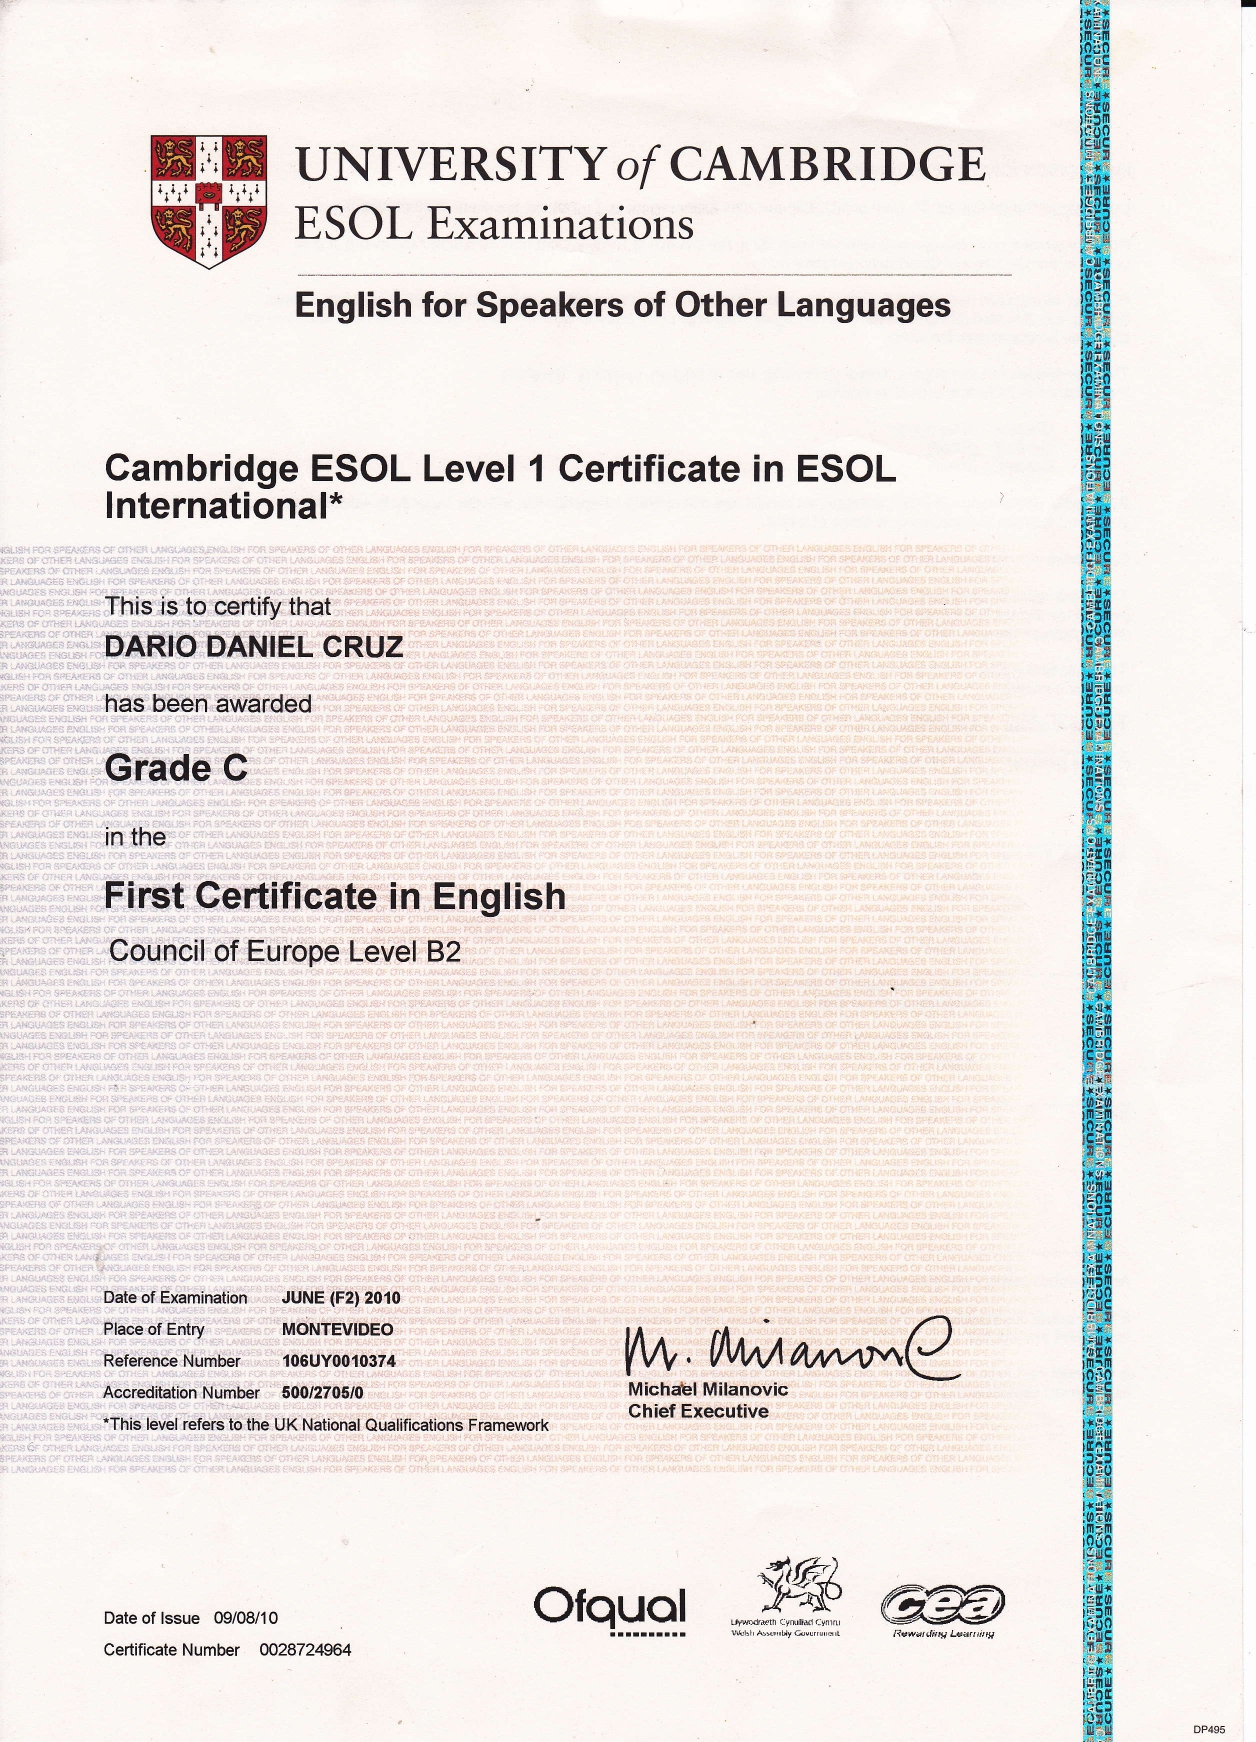 UNIVERSITY of CAMBRIDGE
ESOL Examinations
English for Speakers of Other Languages
Cambridge ESOL Level 1 Certificate in ESOL
International*
This is to certify that
DARIO DANIEL CRUZ
has been awarded
Grade C
in the
First Certificate in English
Council of Europe Level B2
Date of Examination JUNE (F2) 2010
Place of Entry MONTEVIDEO
Reference Number 106UY0010374
Accreditation Number 500/2705/0
*This level refers to the UK National Qualifications Framework
M. Milanovic
Michael Milanovic
Chief Executive
Date of Issue 09/08/10
Certificate Number 0028724964
Ofqual
Llywodraeth Cynulliad Cymru
Welsh Assembly Government
cea
Rewarding Learning
DP495